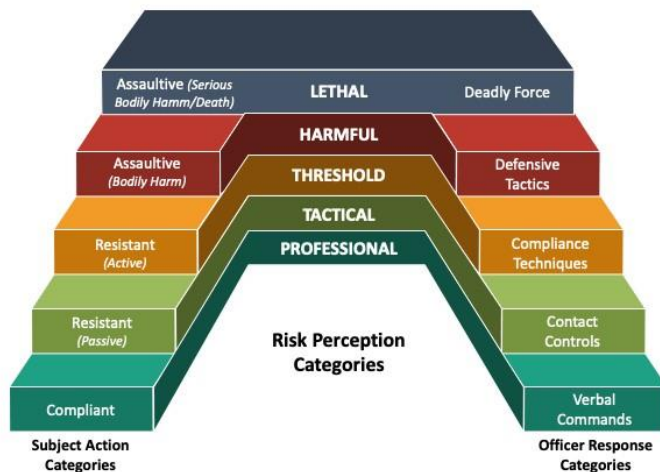 Assaultive (Serious
Bodily Hamm/Death)
LETHAL
Deadly Force
HARMFUL
Assaultive
(Bodily Harm)
Defensive
Tactics
THRESHOLD
Resistant
(Active)
Compliance
Techniques
TACTICAL
Resistant
(Passive)
Contact
Controls
PROFESSIONAL
Compliant
Verbal
Commands
Risk Perception
Categories
Subject Action
Categories
Officer Response
Categories